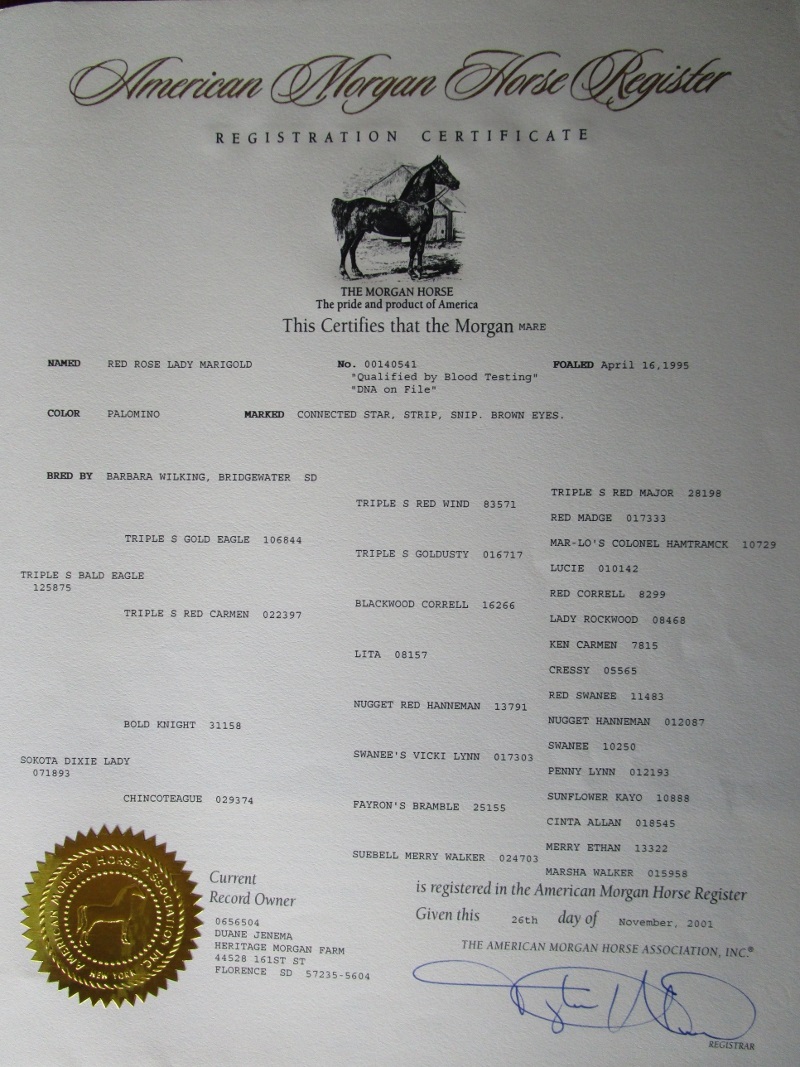 American Morgan Horse Register
REGISTRATION CERTIFICATE
THE MORGAN HORSE
The pride and product of America
This Certifies that the Morgan MARE
NAMED RED ROSE LADY MARIGOLD No. 00140541 FOALED April 16,1995
"Qualified by Blood Testing"
"DNA on File"
COLOR PALOMINO MARKED CONNECTED STAR, STRIP, SNIP. BROWN EYES.
BRED BY BARBARA WILKING, BRIDGEWATER SD
TRIPLE S RED MAJOR 28198
TRIPLE S RED WIND 83571
RED MADGE 017333
TRIPLE S GOLD EAGLE 106844
MAR-LO'S COLONEL HAMTRAMCK 10729
TRIPLE S GOLDUSTY 016717
LUCIE 010142
TRIPLE S BALD EAGLE
125875
RED CORRELL 8299
BLACKWOOD CORRELL 16266
TRIPLE S RED CARMEN 022397
LADY ROCKWOOD 08468
KEN CARMEN 7815
LITA 08157
CRESSY 05565
RED SWANEE 11483
NUGGET RED HANNEMAN 13791
NUGGET HANNEMAN 012087
BOLD KNIGHT 31158
SWANEE 10250
SWANEE'S VICKI LYNN 017303
PENNY LYNN 012193
SOKOTA DIXIE LADY
071893
SUNFLOWER KAYO 10888
CHINCOTEAGUE 029374
FAYRON'S BRAMBLE 25155
CINTA ALLAN 018545
MERRY ETHAN 13322
SUEBELL MERRY WALKER 024703
MARSHA WALKER 015958
AMERICAN MORGAN HORSE ASSOCIATION, INC.
NEW YORK
Current
Record Owner
0656504
DUANE JENEMA
HERITAGE MORGAN FARM
44528 161ST ST
FLORENCE SD 57235-5604
is registered in the American Morgan Horse Register
Given this 26th day of November, 2001
THE AMERICAN MORGAN HORSE ASSOCIATION, INC.®
REGISTRAR